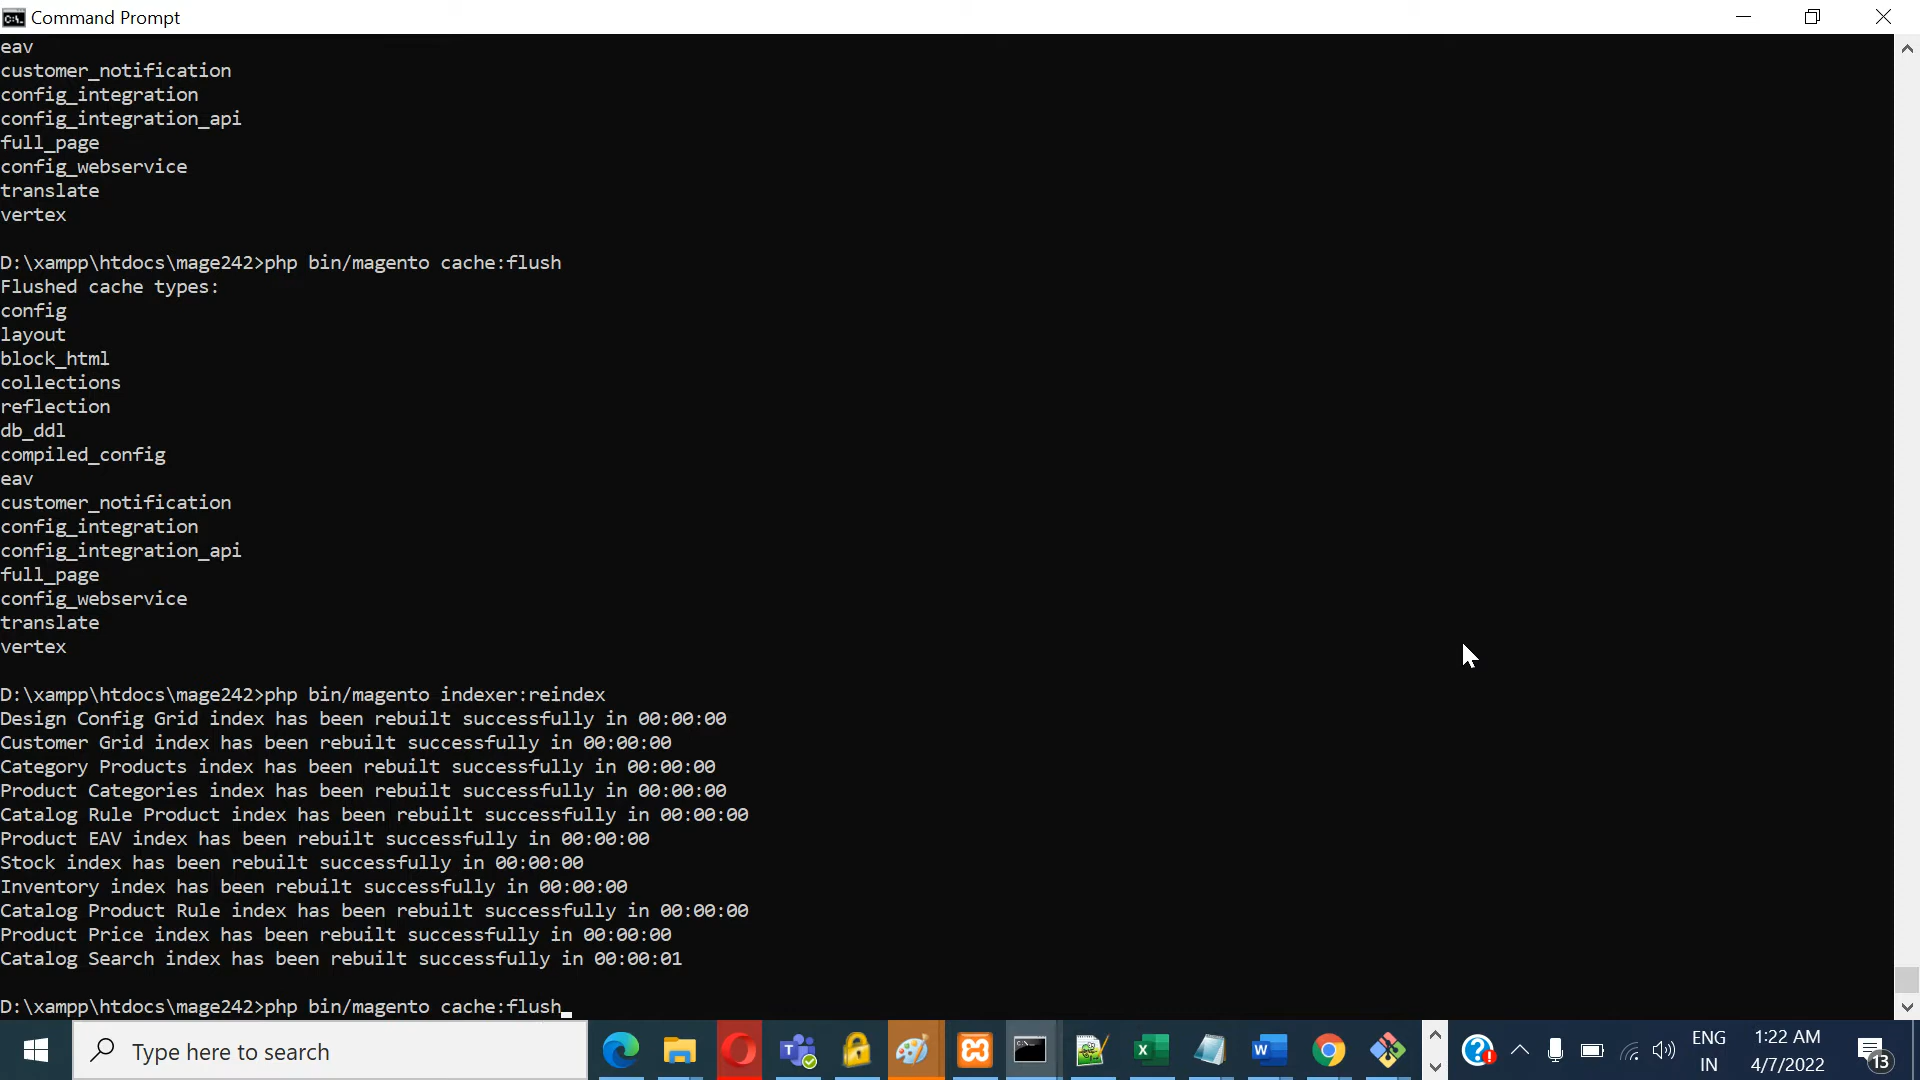 Command Prompt
eav
customer_notification
config_integration
config_integration_api
full_page
config_webservice
translate
vertex
D:\xampp\htdocs\mage242>php bin/magento cache:flush
Flushed cache types:
config
layout
block_html
collections
reflection
db_ddl
compiled_config
eav
customer_notification
config_integration
config_integration_api
full_page
config_webservice
translate
vertex
D:\xampp\htdocs\mage242>php bin/magento indexer:reindex
Design Config Grid index has been rebuilt successfully in 00:00:00
Customer Grid index has been rebuilt successfully in 00:00:00
Category Products index has been rebuilt successfully in 00:00:00
Product Categories index has been rebuilt successfully in 00:00:00
Catalog Rule Product index has been rebuilt successfully in 00:00:00
Product EAV index has been rebuilt successfully in 00:00:00
Stock index has been rebuilt successfully in 00:00:00
Inventory index has been rebuilt successfully in 00:00:00
Catalog Product Rule index has been rebuilt successfully in 00:00:00
Product Price index has been rebuilt successfully in 00:00:00
Catalog Search index has been rebuilt successfully in 00:00:01
D:\xampp\htdocs\mage242>php bin/magento cache:flush
Type here to search
ENG
IN
1:22 AM
4/7/2022
13